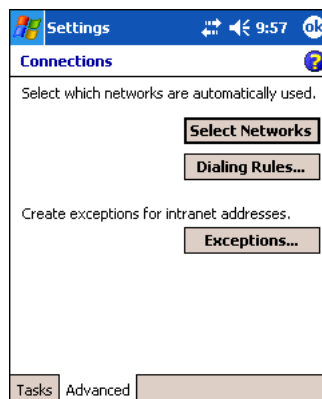 Settings 9:57 ok
Connections ?
Select which networks are automatically used.
Select Networks
Dialing Rules...
Create exceptions for intranet addresses.
Exceptions...
Tasks Advanced